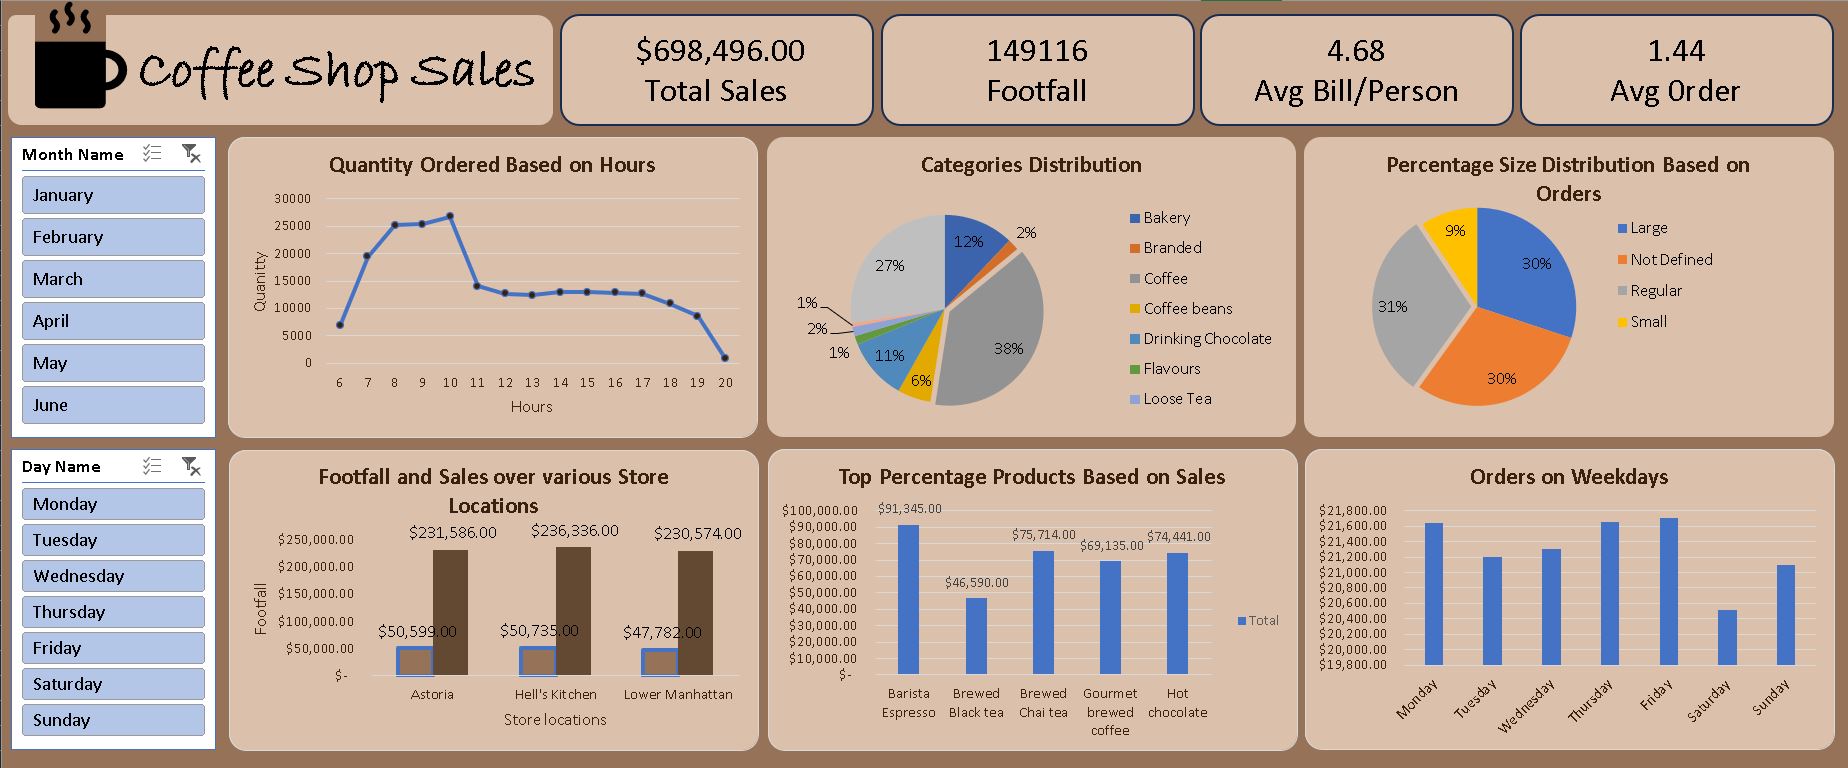 Coffee Shop Sales
$698,496.00
Total Sales
149116
Footfall
4.68
Avg Bill/Person
1.44
Avg Order
Month Name
January
February
March
April
May
June
Quantity Ordered Based on Hours
Quanitty
30000
25000
20000
15000
10000
5000
0
6 7 8 9 10 11 12 13 14 15 16 17 18 19 20
Hours
Categories Distribution
12%
2%
38%
6%
11%
1%
2%
1%
27%
Bakery
Branded
Coffee
Coffee beans
Drinking Chocolate
Flavours
Loose Tea
Percentage Size Distribution Based on
Orders
30%
30%
31%
9%
Large
Not Defined
Regular
Small
Day Name
Monday
Tuesday
Wednesday
Thursday
Friday
Saturday
Sunday
Footfall and Sales over various Store
Locations
Footfall
$250,000.00
$200,000.00
$150,000.00
$100,000.00
$50,000.00
$-
$231,586.00 $236,336.00 $230,574.00
$50,599.00 $50,735.00 $47,782.00
Astoria Hell's Kitchen Lower Manhattan
Store locations
Top Percentage Products Based on Sales
$100,000.00
$90,000.00
$80,000.00
$70,000.00
$60,000.00
$50,000.00
$40,000.00
$30,000.00
$20,000.00
$10,000.00
$-
$91,345.00
$46,590.00
$75,714.00
$69,135.00
$74,441.00
Barista
Espresso
Brewed
Black tea
Brewed
Chai tea
Gourmet
brewed
coffee
Hot
chocolate
Total
Orders on Weekdays
$21,800.00
$21,600.00
$21,400.00
$21,200.00
$21,000.00
$20,800.00
$20,600.00
$20,400.00
$20,200.00
$20,000.00
$19,800.00
Monday
Tuesday
Wednesday
Thursday
Friday
Saturday
Sunday